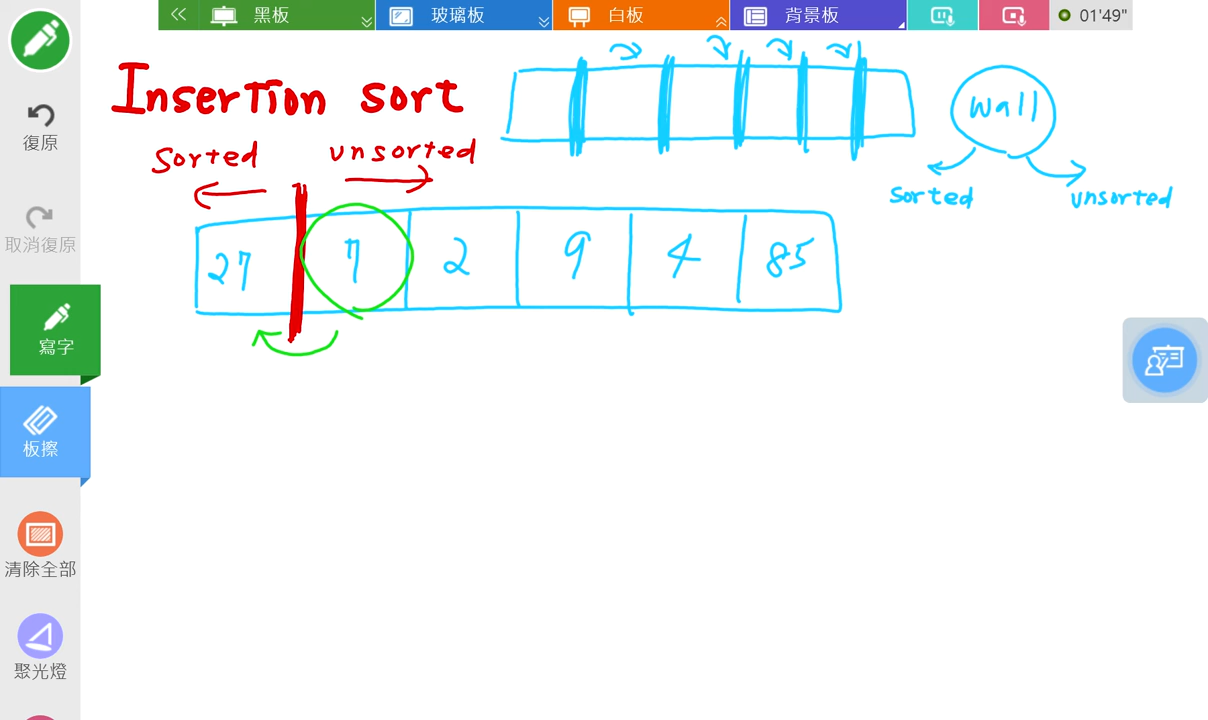 黑板 玻璃板 白板 背景板 01'49"
復原
取消復原
寫字
板擦
清除全部
聚光燈
Insertion sort
wall
sorted unsorted
sorted unsorted
27 7 2 9 4 85